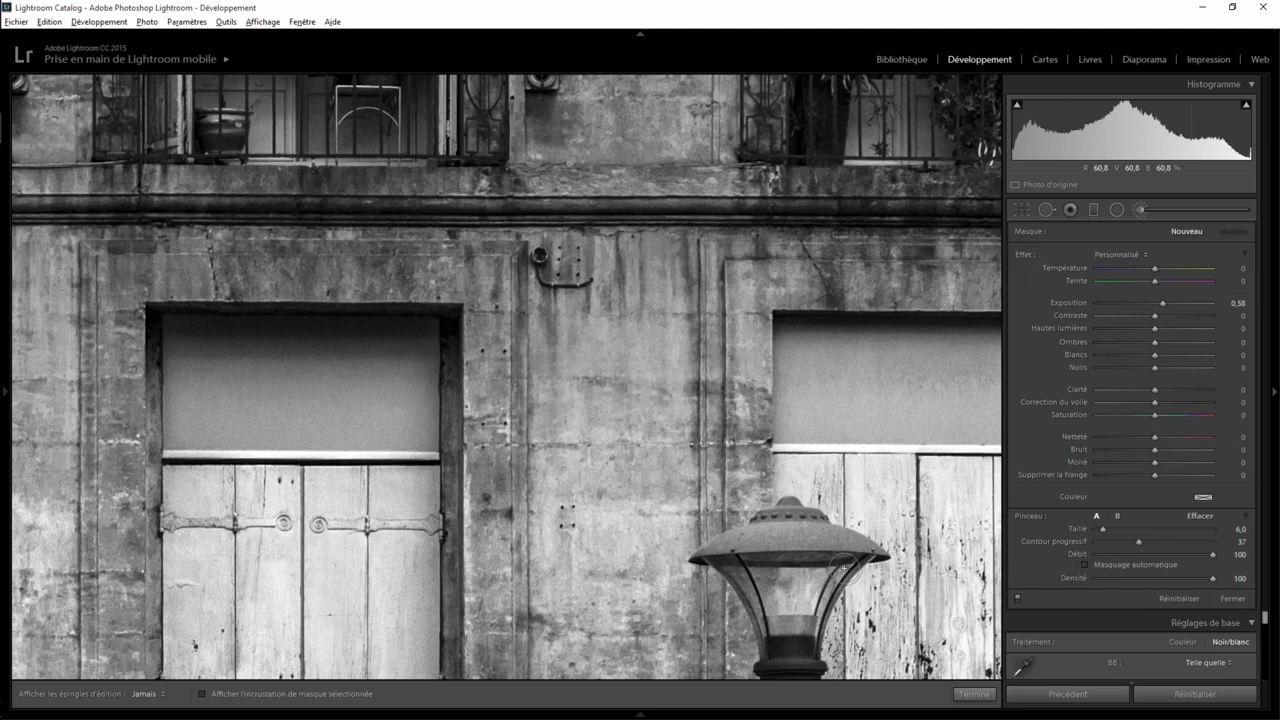 Lightroom Catalog - Adobe Photoshop Lightroom - Développement
Fichier Edition Développement Photo Paramètres Outils Affichage Fenêtre Aide
Lr
Adobe Lightroom CC 2015
Prise en main de Lightroom mobile
Bibliothèque | Développement | Cartes | Livres | Diaporama | Impression | Web
Histogramme
R 60,8 V 60,8 B 60,8 %
Photo d'origine
Masque : Nouveau Modifier
Effet : Personnalisé
Température 0
Teinte 0
Exposition 0,58
Contraste 0
Hautes lumières 0
Ombres 0
Blancs 0
Noirs 0
Clarté 0
Correction du voile 0
Saturation 0
Netteté 0
Bruit 0
Moiré 0
Supprimer la frange 0
Couleur
Pinceau : A B Effacer
Taille 6,0
Contour progressif 37
Débit 100
Masquage automatique
Densité 100
Réinitialiser Fermer
Réglages de base
Traitement : Couleur Noir/blanc
BB : Telle quelle
Afficher les épingles d'édition : Jamais
Afficher l'incrustation de masque sélectionnée
Terminé
Précédent
Réinitialiser